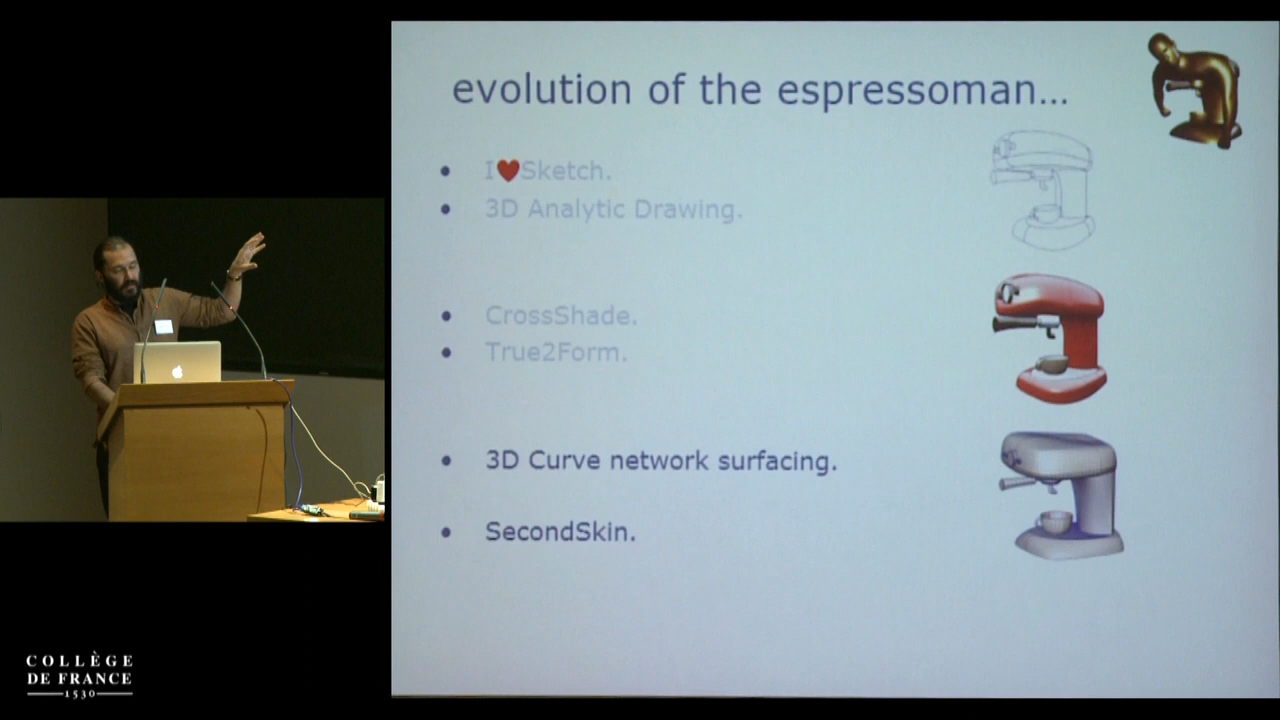 evolution of the espressoman...
I❤Sketch.
3D Analytic Drawing.
CrossShade.
True2Form.
3D Curve network surfacing.
SecondSkin.
COLLÈGE
DE FRANCE
1530